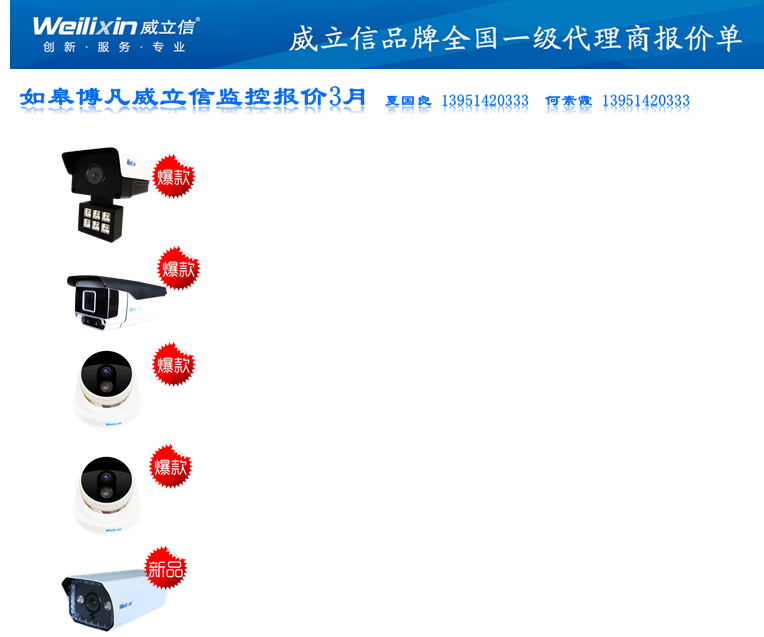 Weilixin威立信®
创新·服务·专业
威立信品牌全国一级代理商报价单
如皋博凡威立信监控报价3月 夏国良 13951420333 何素霞 13951420333
爆款
爆款
Weilixin
爆款
Weilixin
爆款
Weilixin
新品